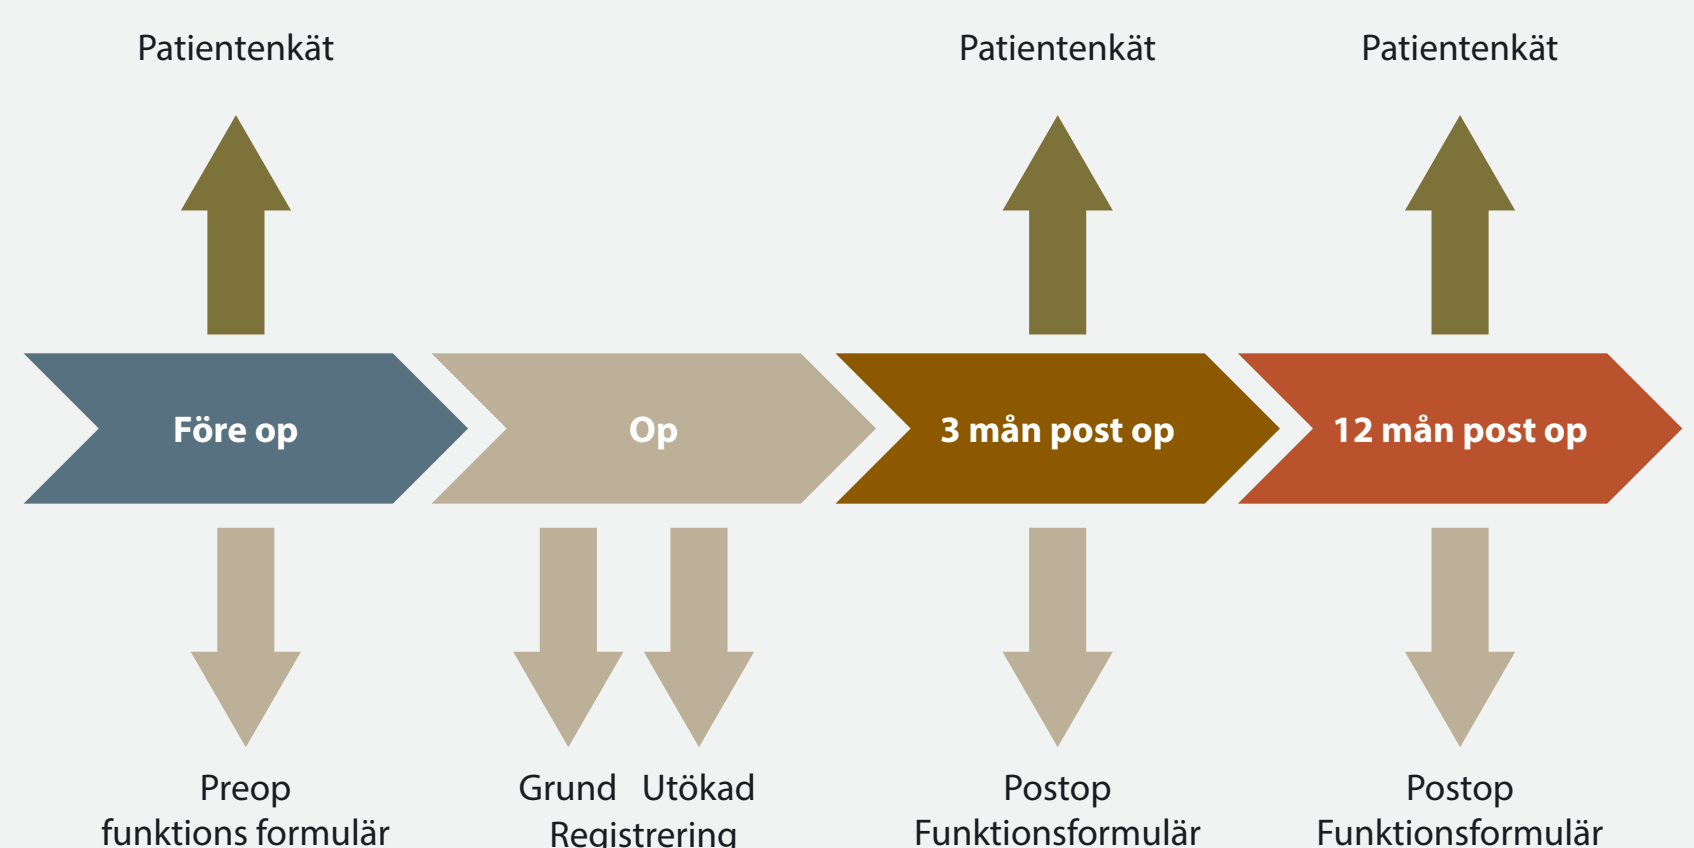 Patientenkät
Patientenkät
Patientenkät
Före op
Op
3 mån post op
12 mån post op
Preop
funktions formulär
Grund Utökad
Registrering
Postop
Funktionsformulär
Postop
Funktionsformulär